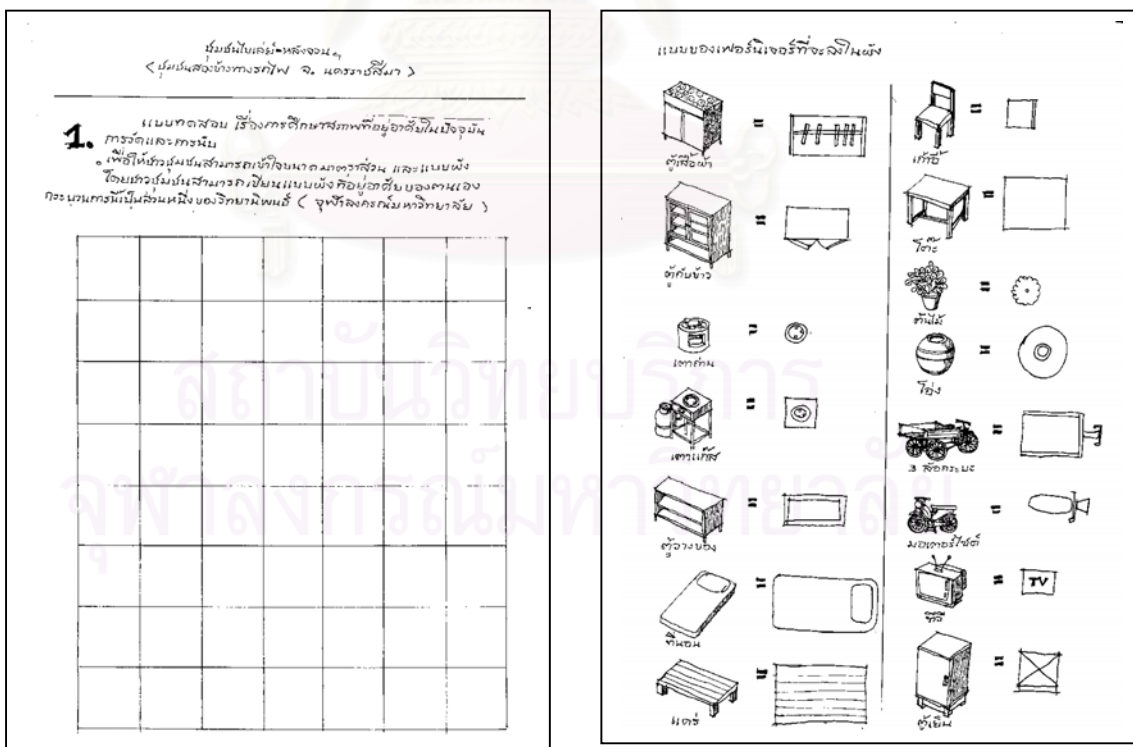 ชุมชนใบเล่ย์-หลังจวนฯ
< ชุมชนสองข้างทางรถไฟ จ. นครราชสีมา >
1. แบบทดสอบ เรื่องการศึกษาสภาพที่อยู่อาศัยในปัจจุบัน
การวัดและการนับ
เพื่อให้ชาวชุมชนสามารถเข้าใจขนาดมาตราส่วน และแบบผัง
โดยชาวชุมชนสามารถเขียนแบบผังที่อยู่อาศัยของตนเอง
กระบวนการนี้เป็นส่วนหนึ่งของวิทยานิพนธ์ ( จุฬาลงกรณ์มหาวิทยาลัย )
แบบของเฟอร์นิเจอร์ที่จะลงในผัง
ตู้เสื้อผ้า =
ตู้กับข้าว =
เตาถ่าน =
เตาแก๊ส =
ตู้วางของ =
ที่นอน =
แคร่ =
เก้าอี้ =
โต๊ะ =
ต้นไม้ =
โอ่ง =
3 ล้อกระบะ =
มอเตอร์ไซค์ =
ทีวี = TV
ตู้เย็น =
สถาบันวิทยบริการ
จุฬาลงกรณ์มหาวิทยาลัย